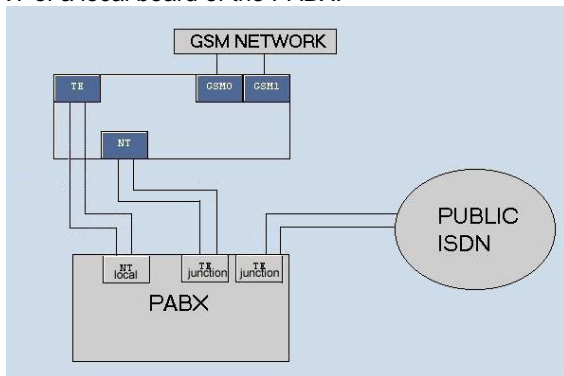 GSM NETWORK
TE
GSM0
GSM1
NT
PUBLIC
ISDN
NT
local
TE
junction
TE
junction
PABX